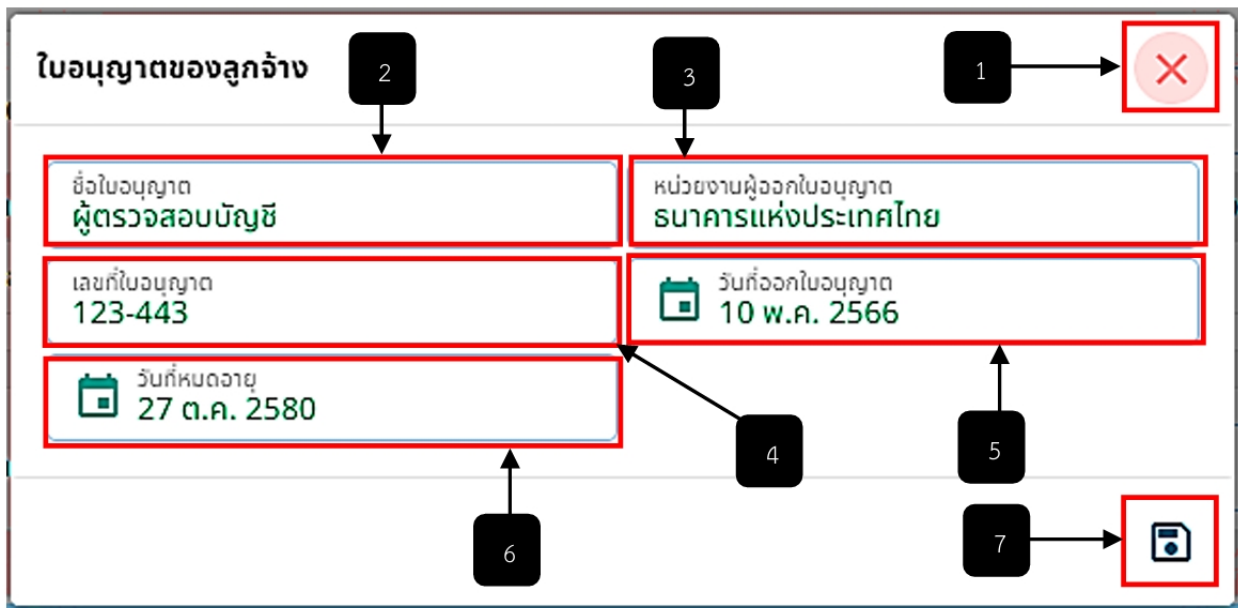 ใบอนุญาตของลูกจ้าง
2
3
1
ชื่อใบอนุญาต
ผู้ตรวจสอบบัญชี
หน่วยงานผู้ออกใบอนุญาต
ธนาคารแห่งประเทศไทย
เลขที่ใบอนุญาต
123-443
วันที่ออกใบอนุญาต
10 พ.ค. 2566
วันที่หมดอายุ
27 ต.ค. 2580
4
5
6
7